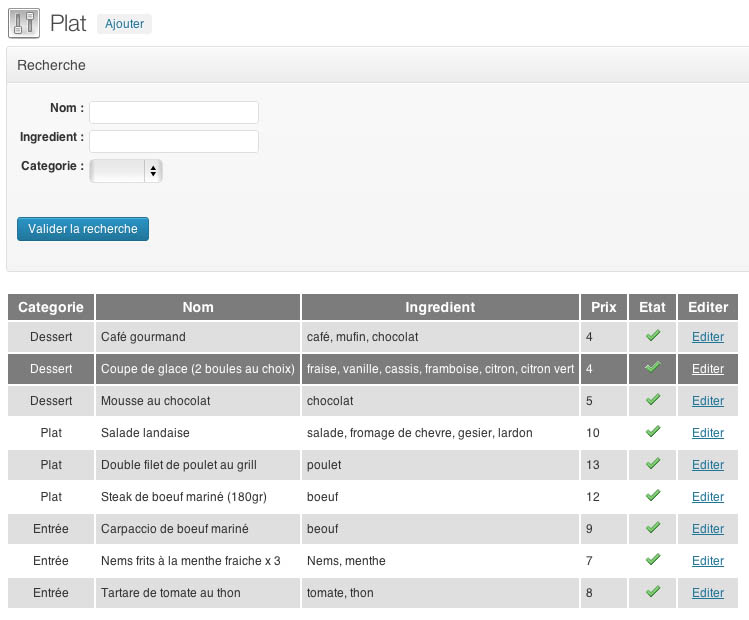 Plat Ajouter
Recherche
Nom :
Ingredient :
Categorie :
Valider la recherche
Categorie Nom Ingredient Prix Etat Editer
Dessert Café gourmand café, mufin, chocolat 4 Editer
Dessert Coupe de glace (2 boules au choix) fraise, vanille, cassis, framboise, citron, citron vert 4 Editer
Dessert Mousse au chocolat chocolat 5 Editer
Plat Salade landaise salade, fromage de chevre, gesier, lardon 10 Editer
Plat Double filet de poulet au grill poulet 13 Editer
Plat Steak de boeuf mariné (180gr) boeuf 12 Editer
Entrée Carpaccio de boeuf mariné beouf 9 Editer
Entrée Nems frits à la menthe fraiche x 3 Nems, menthe 7 Editer
Entrée Tartare de tomate au thon tomate, thon 8 Editer